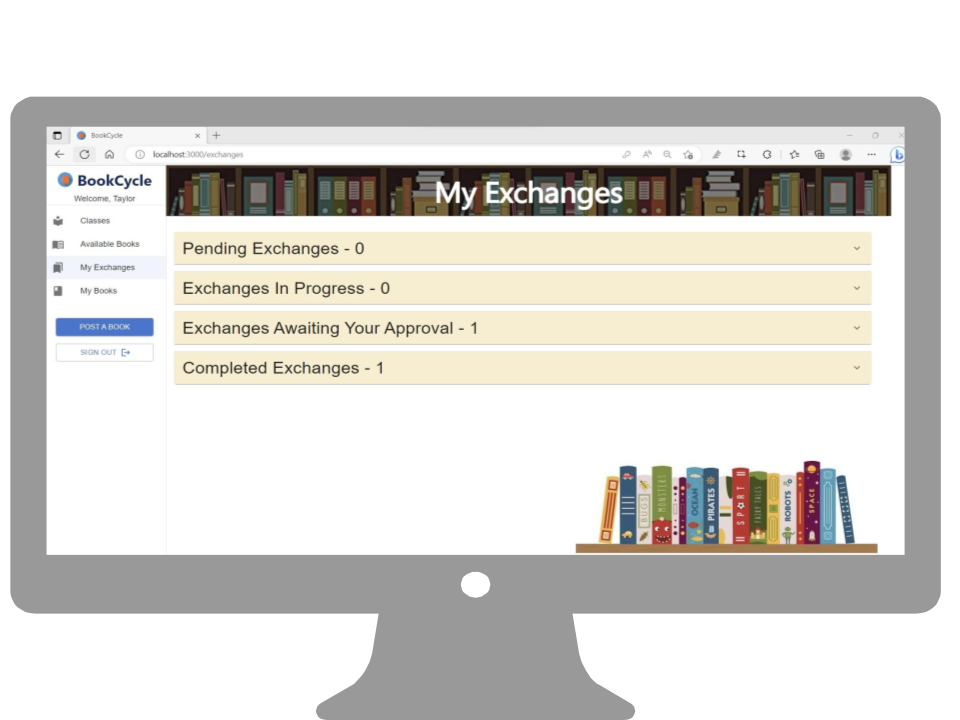 BookCycle
localhost:3000/exchanges
BookCycle
Welcome, Taylor
Classes
Available Books
My Exchanges
My Books
POST A BOOK
SIGN OUT
My Exchanges
Pending Exchanges - 0
Exchanges In Progress - 0
Exchanges Awaiting Your Approval - 1
Completed Exchanges - 1
BUGS
MONSTERS
OCEAN
PIRATES
SPORT
FAIRY TALES
ROBOTS
SPACE